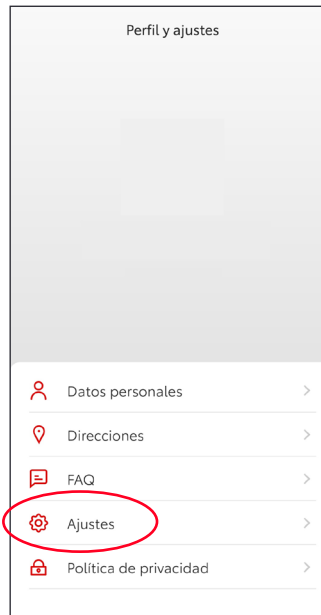 Perfil y ajustes
Datos personales
Direcciones
FAQ
Ajustes
Política de privacidad